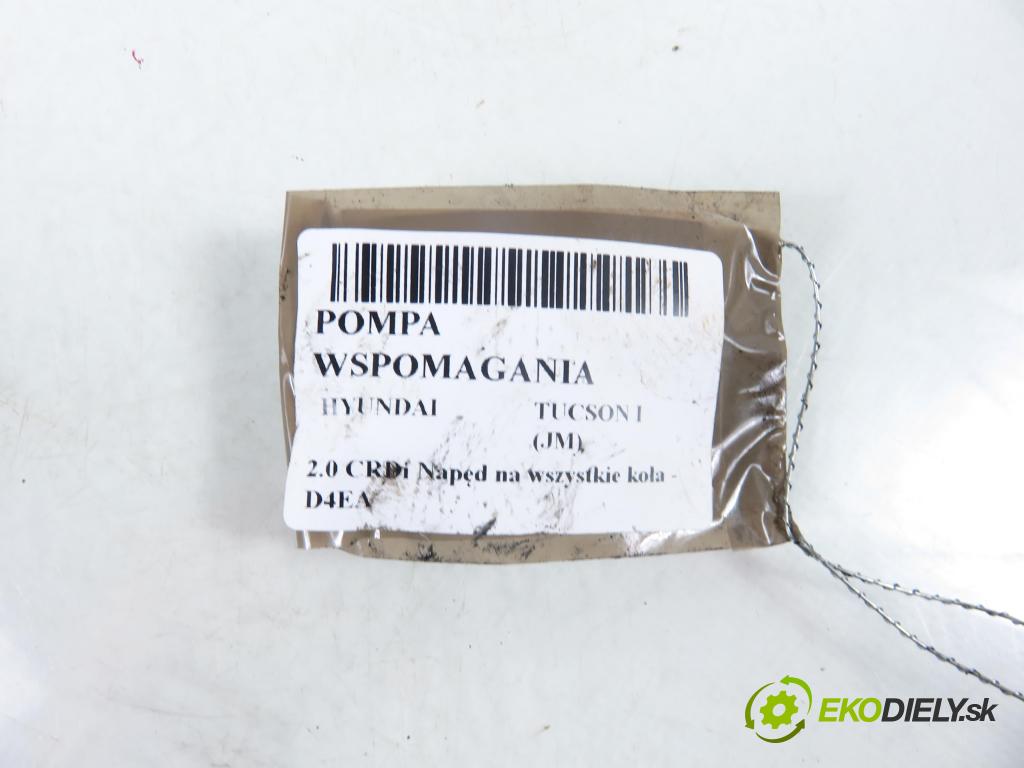 POMPA
WSPOMAGANIA
HYUNDAI TUCSON I
(JM)
2.0 CRDi Napęd na wszystkie koła -
D4EA
EKODIELY.sk